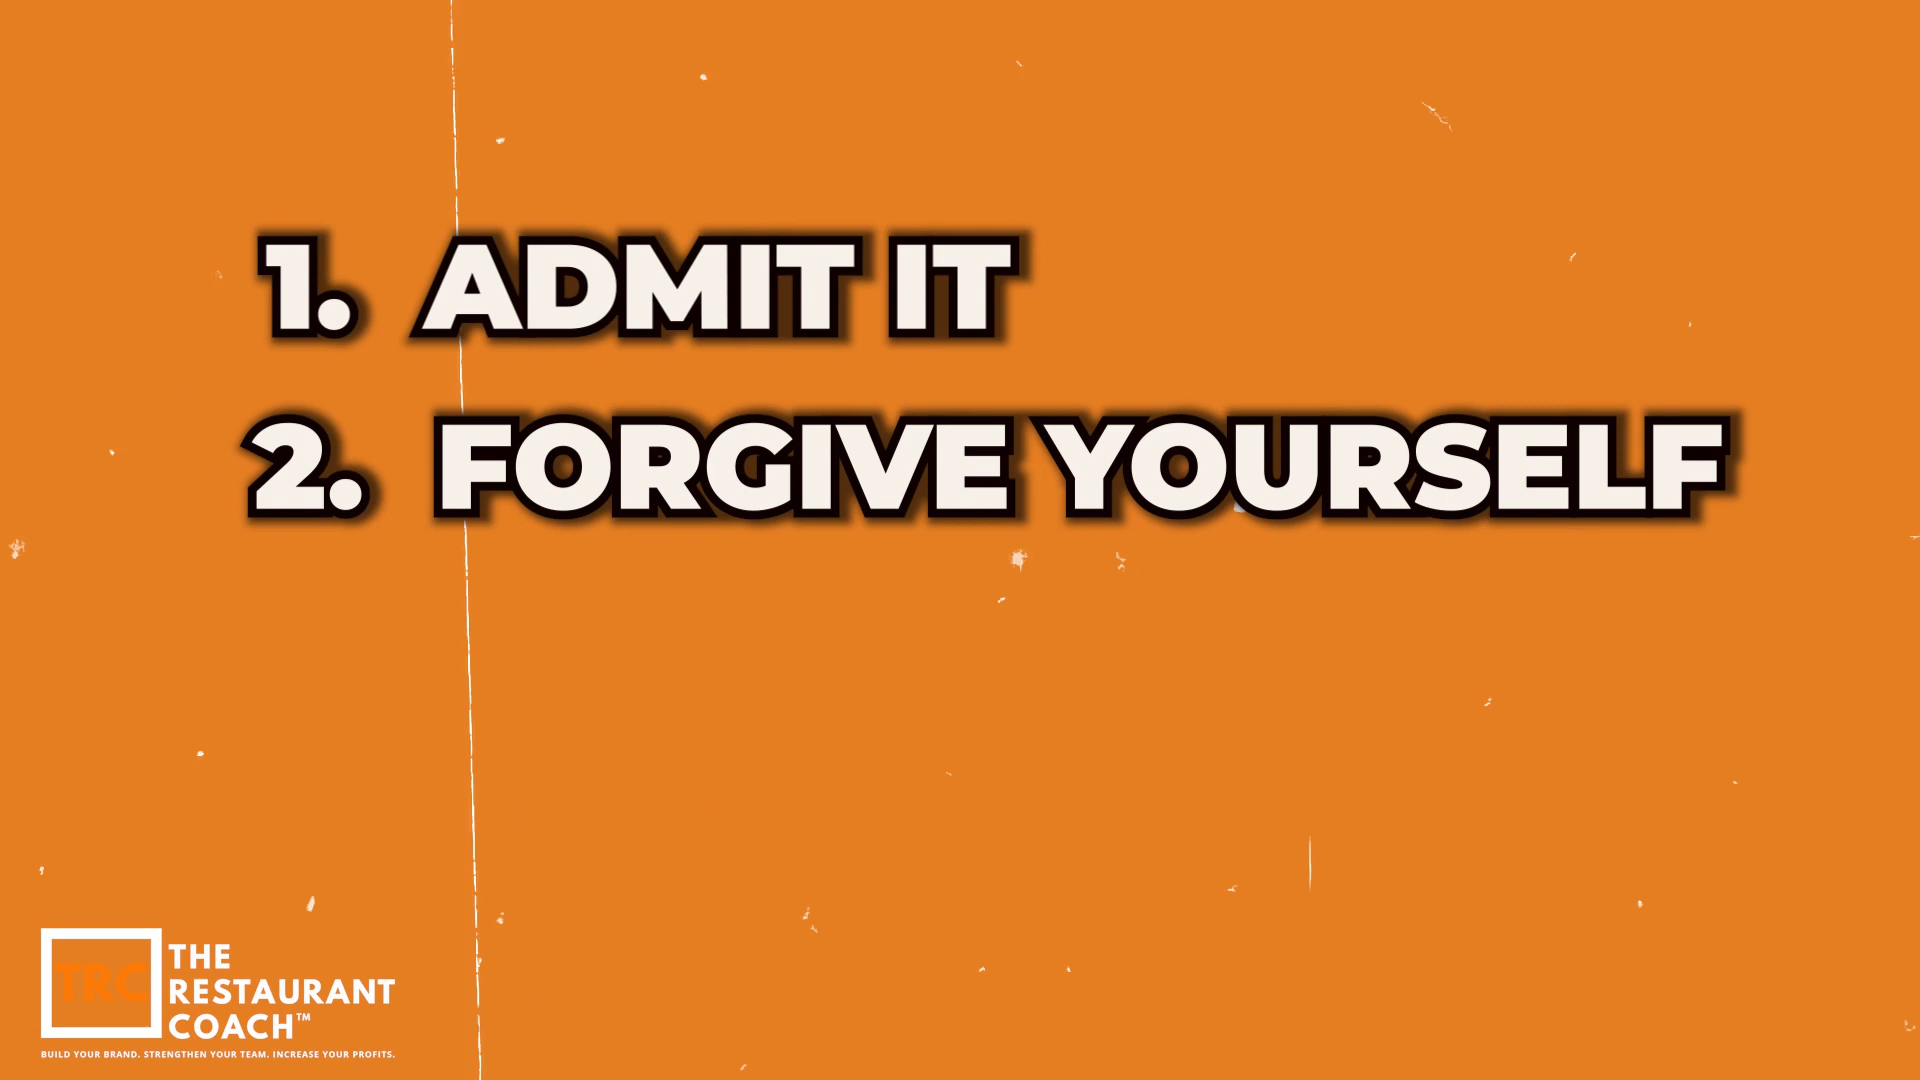 1. ADMIT IT
2. FORGIVE YOURSELF
TRC
THE
RESTAURANT
COACH™
BUILD YOUR BRAND. STRENGTHEN YOUR TEAM. INCREASE YOUR PROFITS.